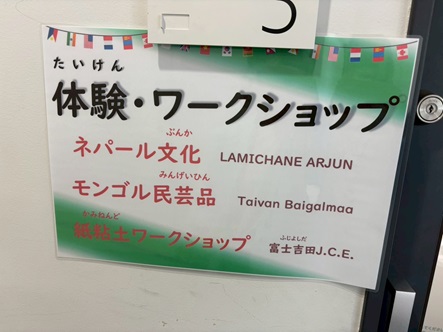 たいけん
体験・ワークショップ
ぶんか
ネパール文化 LAMICHANE ARJUN
みんげいひん
モンゴル民芸品 Taivan Baigalmaa
かみねんど ふじよしだ
紙粘土ワークショップ 富士吉田J.C.E.